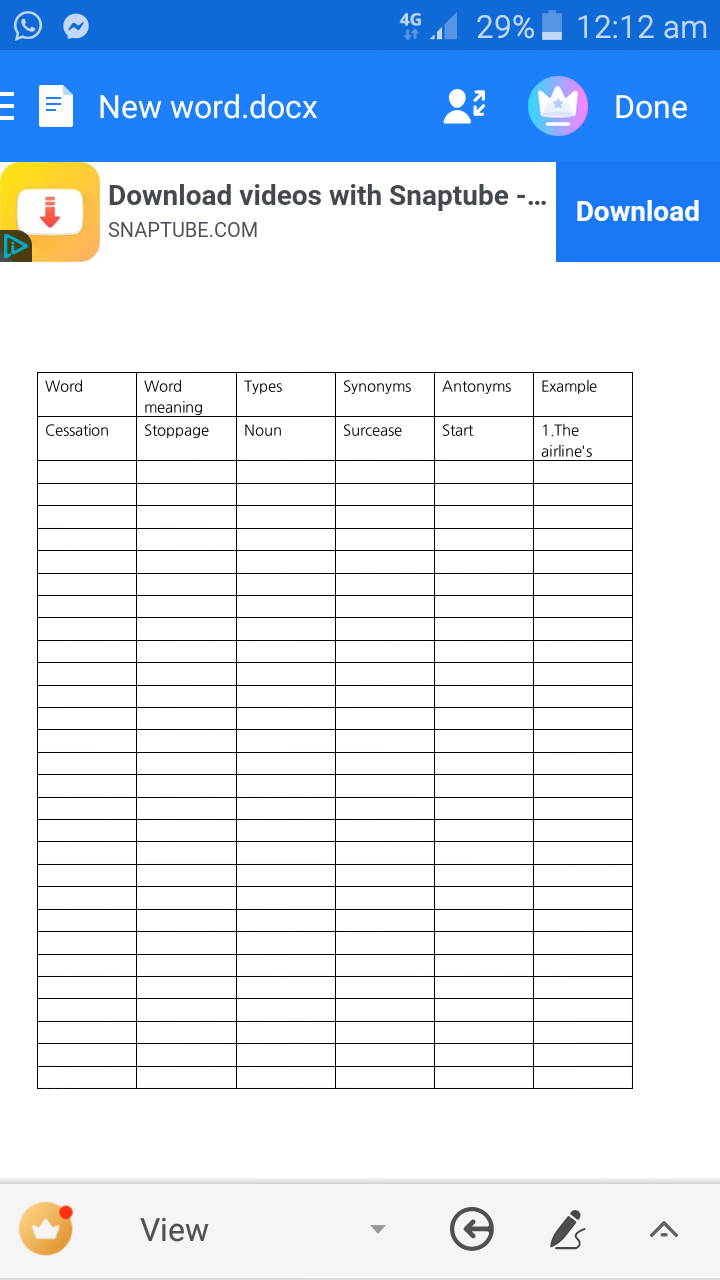 4G 29% 12:12 am
New word.docx Done
Download videos with Snaptube -...
SNAPTUBE.COM
Download
Word Word meaning Types Synonyms Antonyms Example
Cessation Stoppage Noun Surcease Start 1.The airline's
View